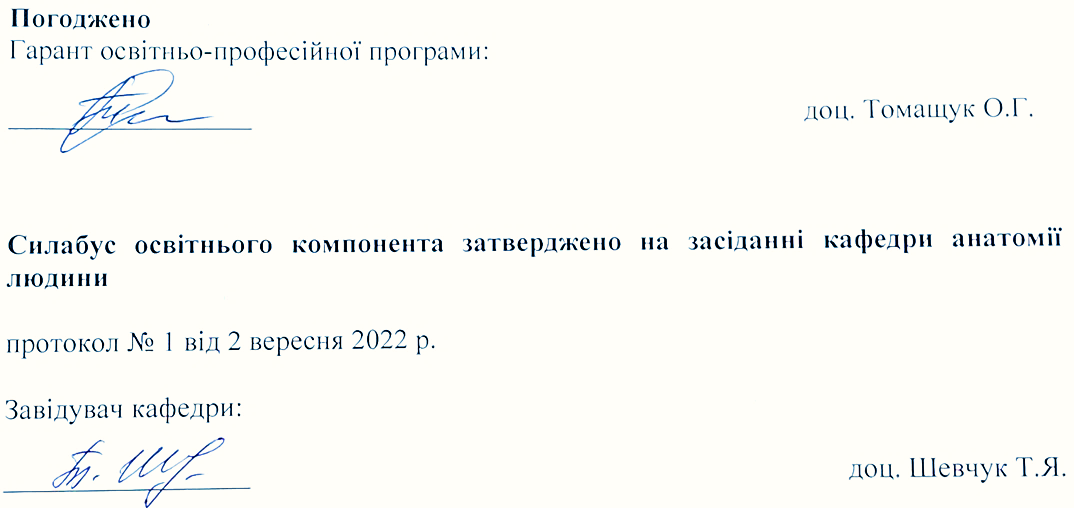 Погоджено
Гарант освітньо-професійної програми:
доц. Томащук О.Г.
Силабус освітнього компонента затверджено на засіданні кафедри анатомії
людини
протокол № 1 від 2 вересня 2022 р.
Завідувач кафедри:
доц. Шевчук Т.Я.